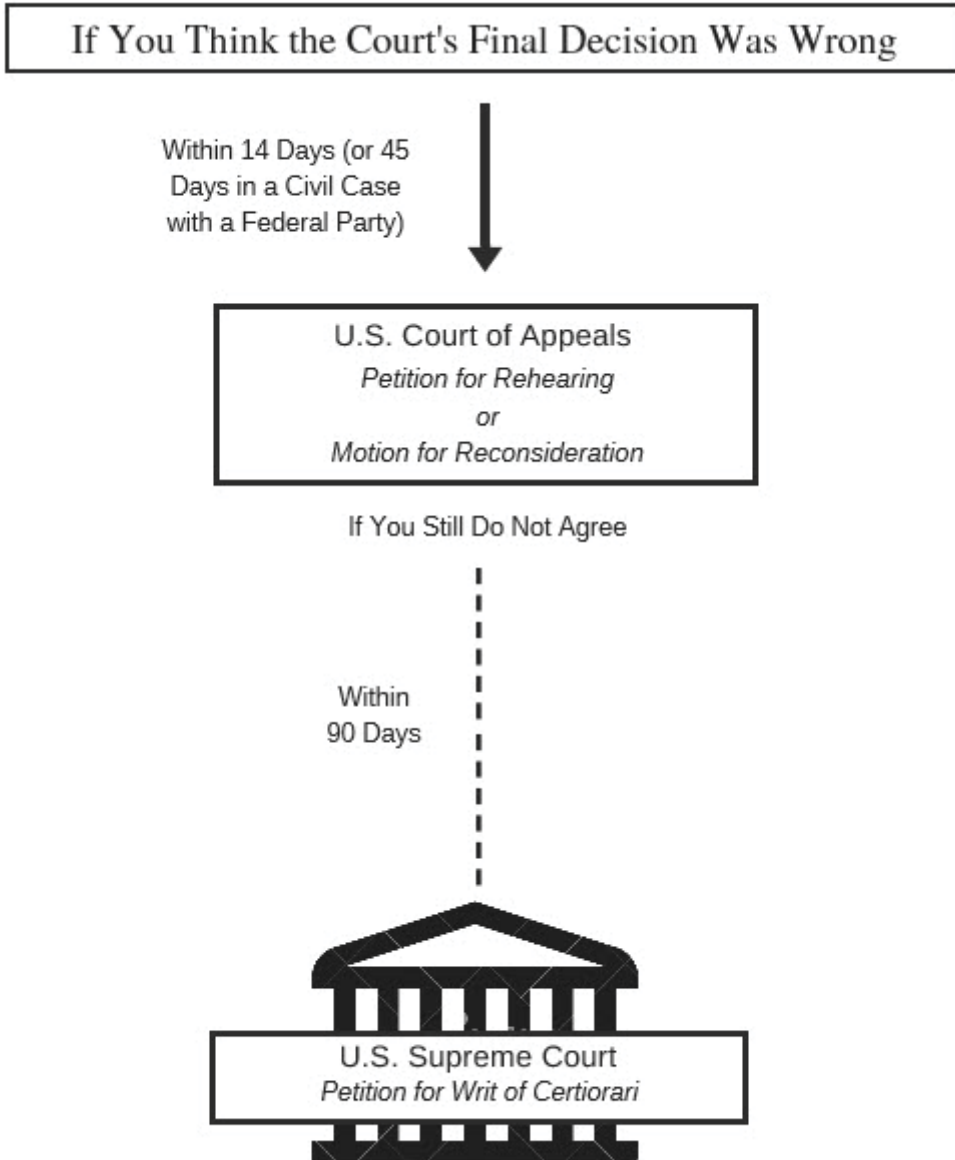 If You Think the Court's Final Decision Was Wrong
Within 14 Days (or 45
Days in a Civil Case
with a Federal Party)
U.S. Court of Appeals
Petition for Rehearing
or
Motion for Reconsideration
If You Still Do Not Agree
Within
90 Days
U.S. Supreme Court
Petition for Writ of Certiorari